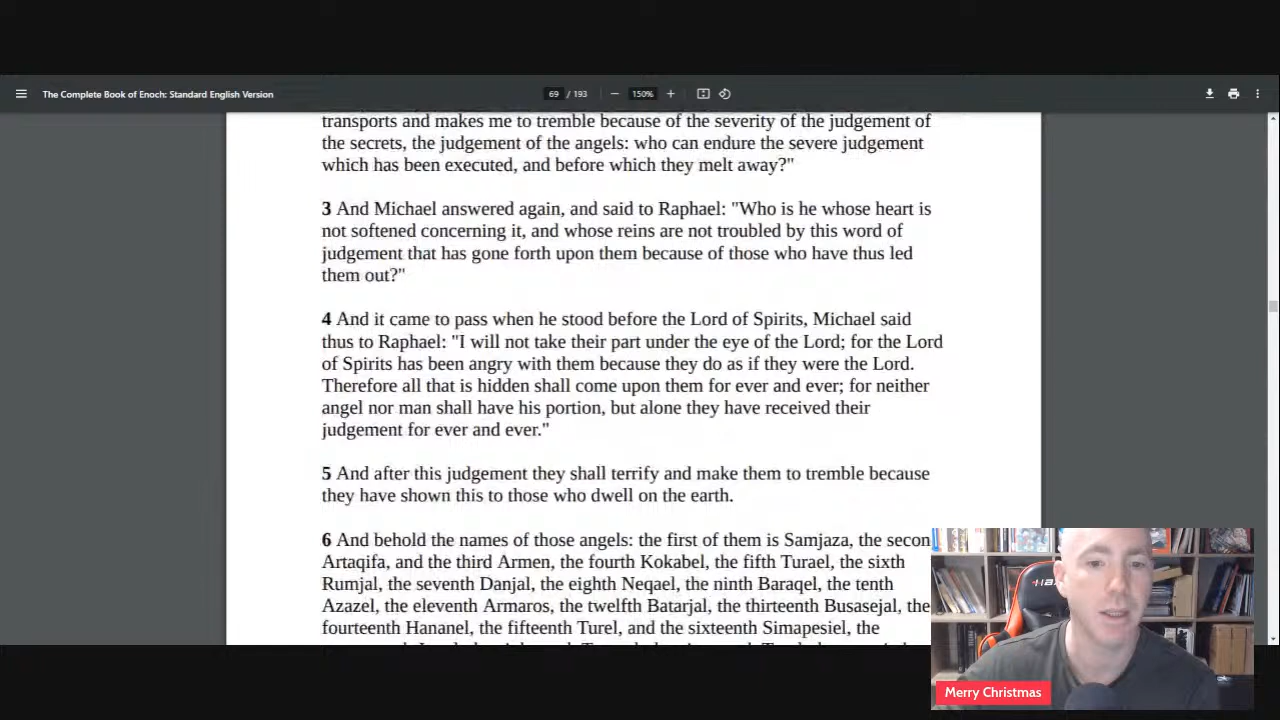 The Complete Book of Enoch: Standard English Version
69 / 193
150%
transports and makes me to tremble because of the severity of the judgement of
the secrets, the judgement of the angels: who can endure the severe judgement
which has been executed, and before which they melt away?"
3 And Michael answered again, and said to Raphael: "Who is he whose heart is
not softened concerning it, and whose reins are not troubled by this word of
judgement that has gone forth upon them because of those who have thus led
them out?"
4 And it came to pass when he stood before the Lord of Spirits, Michael said
thus to Raphael: "I will not take their part under the eye of the Lord; for the Lord
of Spirits has been angry with them because they do as if they were the Lord.
Therefore all that is hidden shall come upon them for ever and ever; for neither
angel nor man shall have his portion, but alone they have received their
judgement for ever and ever."
5 And after this judgement they shall terrify and make them to tremble because
they have shown this to those who dwell on the earth.
6 And behold the names of those angels: the first of them is Samjaza, the secon
Artaqifa, and the third Armen, the fourth Kokabel, the fifth Turael, the sixth
Rumjal, the seventh Danjal, the eighth Neqael, the ninth Baraqel, the tenth
Azazel, the eleventh Armaros, the twelfth Batarjal, the thirteenth Busasejal, the
fourteenth Hananel, the fifteenth Turel, and the sixteenth Simapesiel, the
Merry Christmas